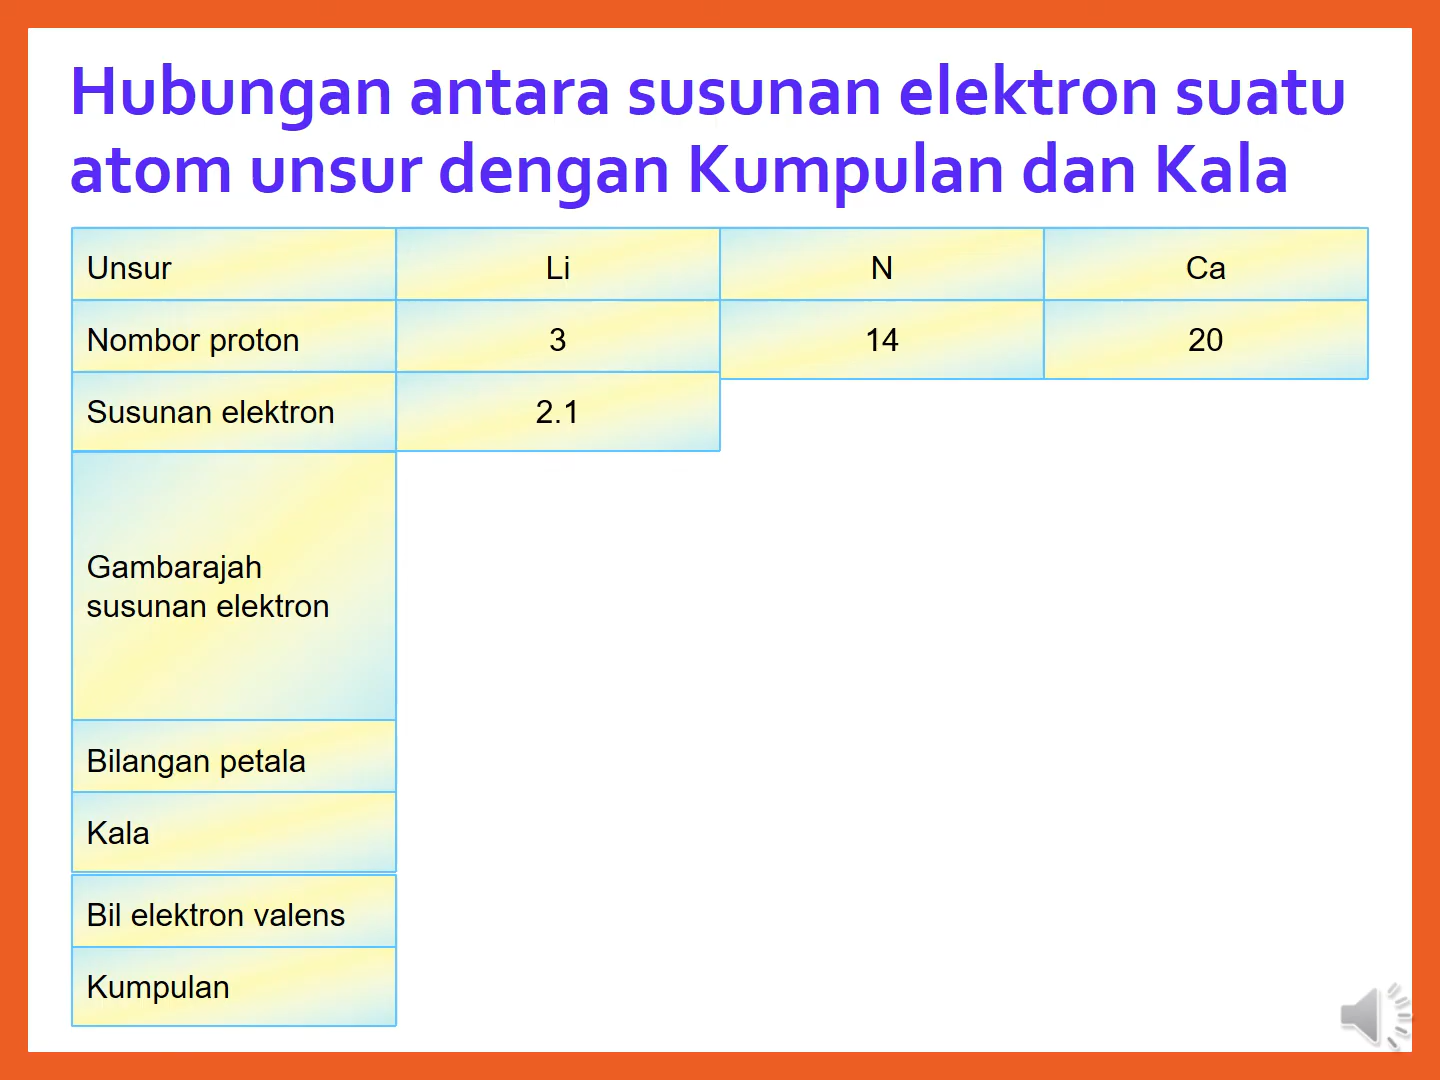 Hubungan antara susunan elektron suatu
atom unsur dengan Kumpulan dan Kala
Unsur Li N Ca
Nombor proton 3 14 20
Susunan elektron 2.1
Gambarajah
susunan elektron
Bilangan petala
Kala
Bil elektron valens
Kumpulan